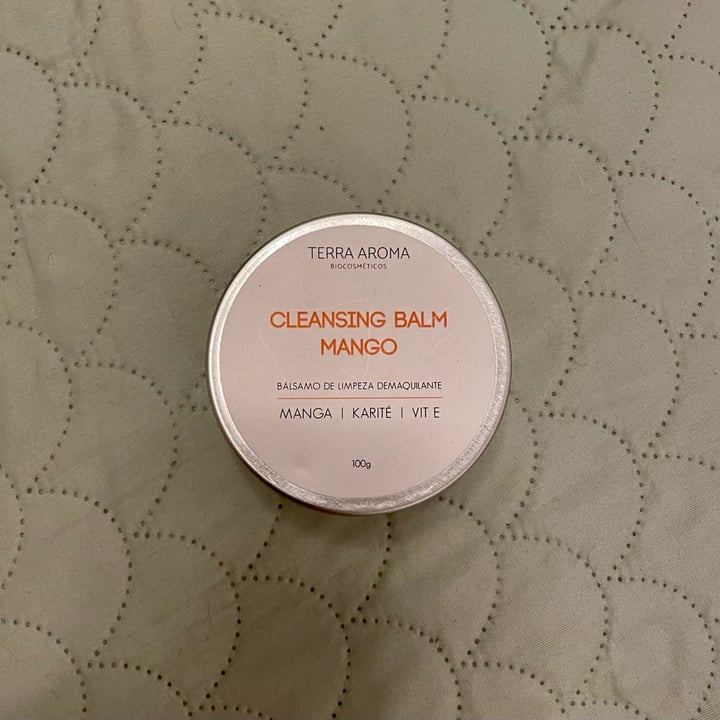 TERRA AROMA
BIOCOSMÉTICOS
CLEANSING BALM
MANGO
BÁLSAMO DE LIMPEZA DEMAQUILANTE
MANGA | KARITÉ | VIT E
100g